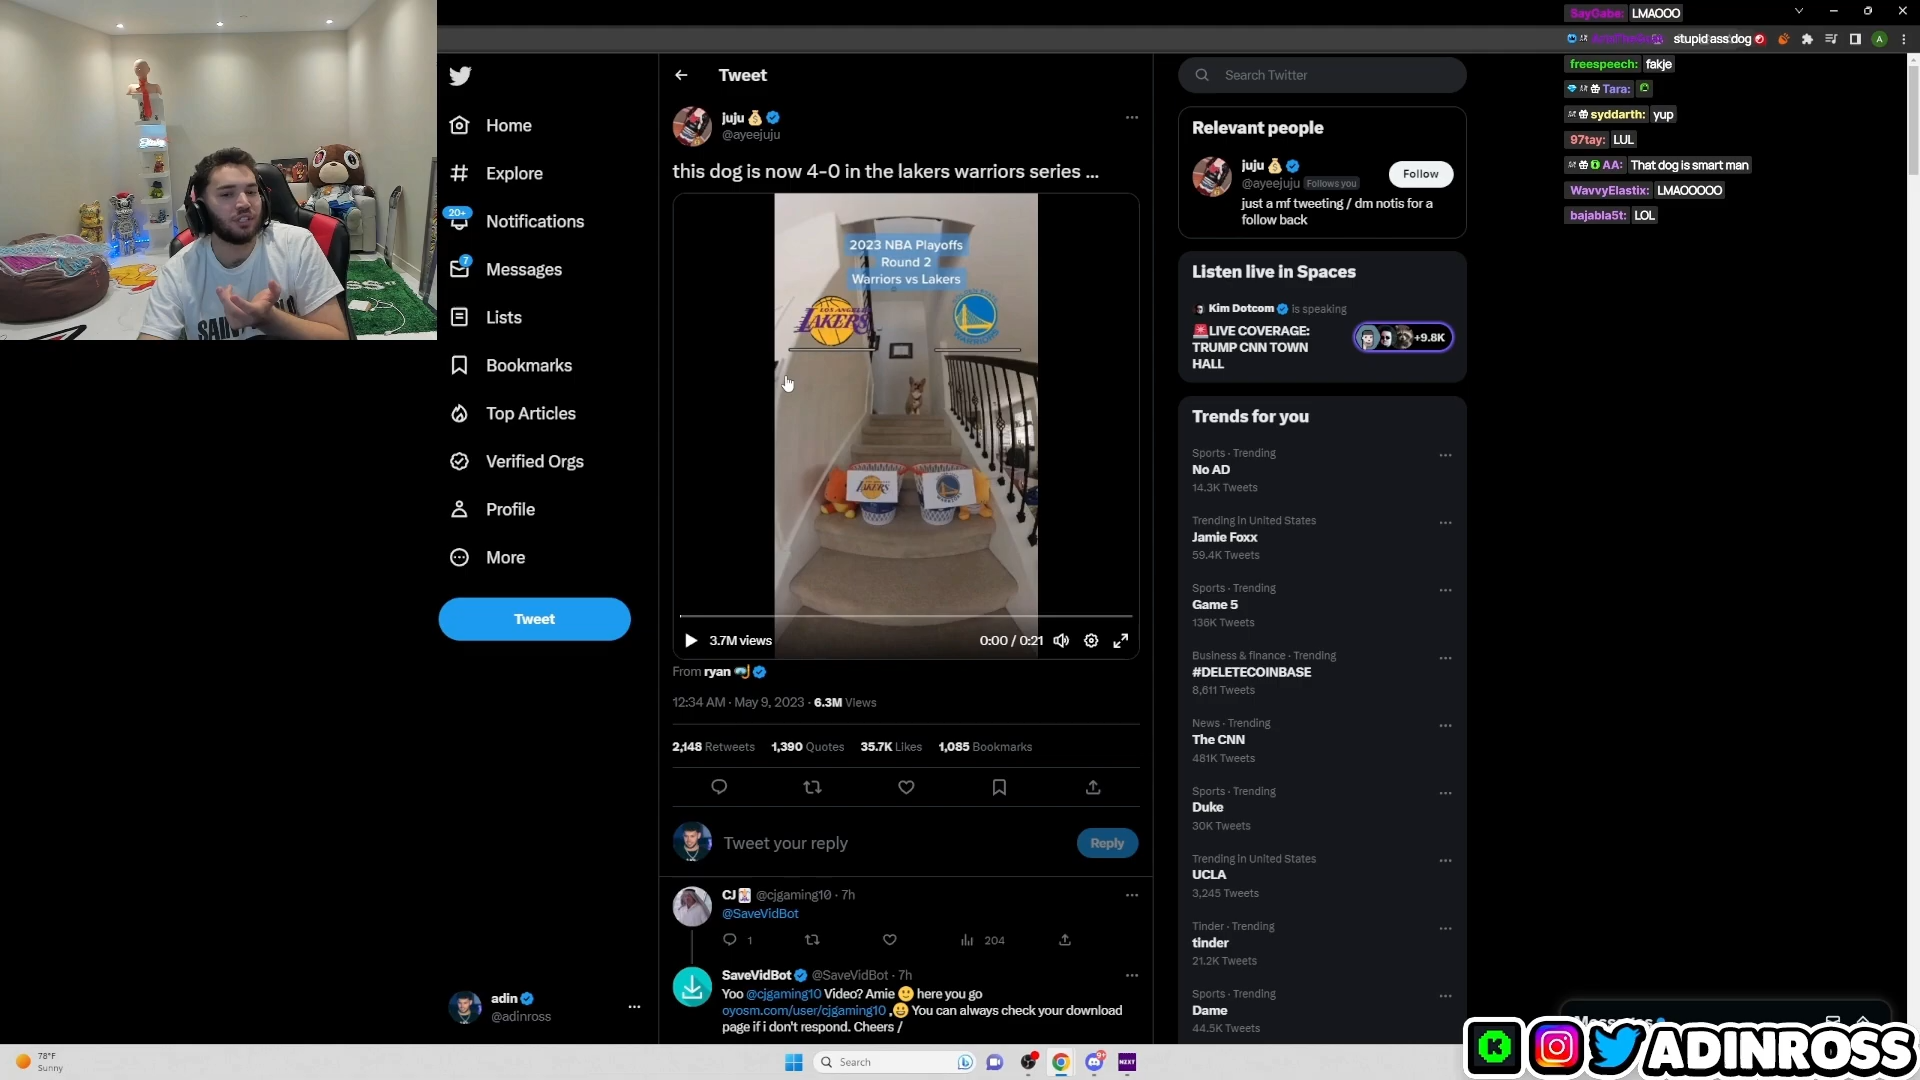 Home
Explore
20+
Notifications
7
Messages
Lists
Bookmarks
Top Articles
Verified Orgs
Profile
More
Tweet
adin
@adinross
Tweet
juju
@ayeejuju
this dog is now 4-0 in the lakers warriors series ...
2023 NBA Playoffs
Round 2
Warriors vs Lakers
LOS ANGELES
LAKERS
WARRIORS
LAKERS
3.7M views
0:00 / 0:21
From ryan
12:34 AM · May 9, 2023 · 6.3M Views
2,148 Retweets 1,390 Quotes 35.7K Likes 1,085 Bookmarks
Tweet your reply
Reply
CJ @cjgaming10 · 7h
@SaveVidBot
1
204
SaveVidBot @SaveVidBot · 7h
Yoo @cjgaming10 Video? Amie here you go
oyosm.com/user/cjgaming10 , You can always check your download
page if i don't respond. Cheers /
Search Twitter
Relevant people
juju
@ayeejuju Follows you
Follow
just a mf tweeting / dm notis for a
follow back
Listen live in Spaces
Kim Dotcom is speaking
LIVE COVERAGE:
TRUMP CNN TOWN
HALL
+9.8K
Trends for you
Sports · Trending
No AD
14.3K Tweets
Trending in United States
Jamie Foxx
59.4K Tweets
Sports · Trending
Game 5
136K Tweets
Business & finance · Trending
#DELETECOINBASE
8,611 Tweets
News · Trending
The CNN
481K Tweets
Sports · Trending
Duke
30K Tweets
Trending in United States
UCLA
3,245 Tweets
Tinder · Trending
tinder
21.2K Tweets
Sports · Trending
Dame
44.5K Tweets
SayGabe: LMAOOO
stupid ass dog
A
freespeech: fakje
Tara:
syddarth: yup
97tay: LUL
AA: That dog is smart man
WavvyElastix: LMAOOOOO
bajabla5t: LOL
Messages
K
ADINROSS
78°F
Sunny
Search
9+
NZXT